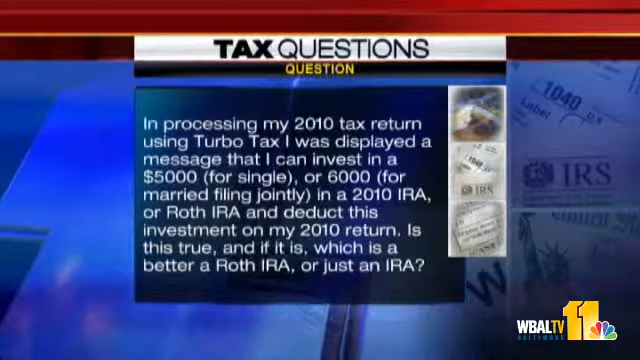 TAX QUESTIONS
QUESTION
In processing my 2010 tax return
using Turbo Tax I was displayed a
message that I can invest in a
$5000 (for single), or 6000 (for
married filing jointly) in a 2010 IRA,
or Roth IRA and deduct this
investment on my 2010 return. Is
this true, and if it is, which is a
better a Roth IRA, or just an IRA?
1040
Label
IRS
IRS
WBALTV 11
BALTIMORE